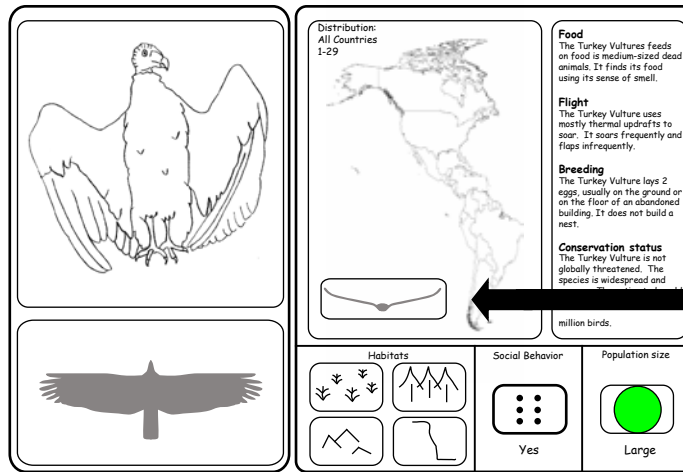 Distribution:
All Countries
1-29
Food
The Turkey Vultures feeds
on food is medium-sized dead
animals. It finds its food
using its sense of smell.
Flight
The Turkey Vulture uses
mostly thermal updrafts to
soar. It soars frequently and
flaps infrequently.
Breeding
The Turkey Vulture lays 2
eggs, usually on the ground or
on the floor of an abandoned
building. It does not build a
nest.
Conservation status
The Turkey Vulture is not
globally threatened. The
species is widespread and
million birds.
Habitats
Social Behavior
Population size
Yes
Large